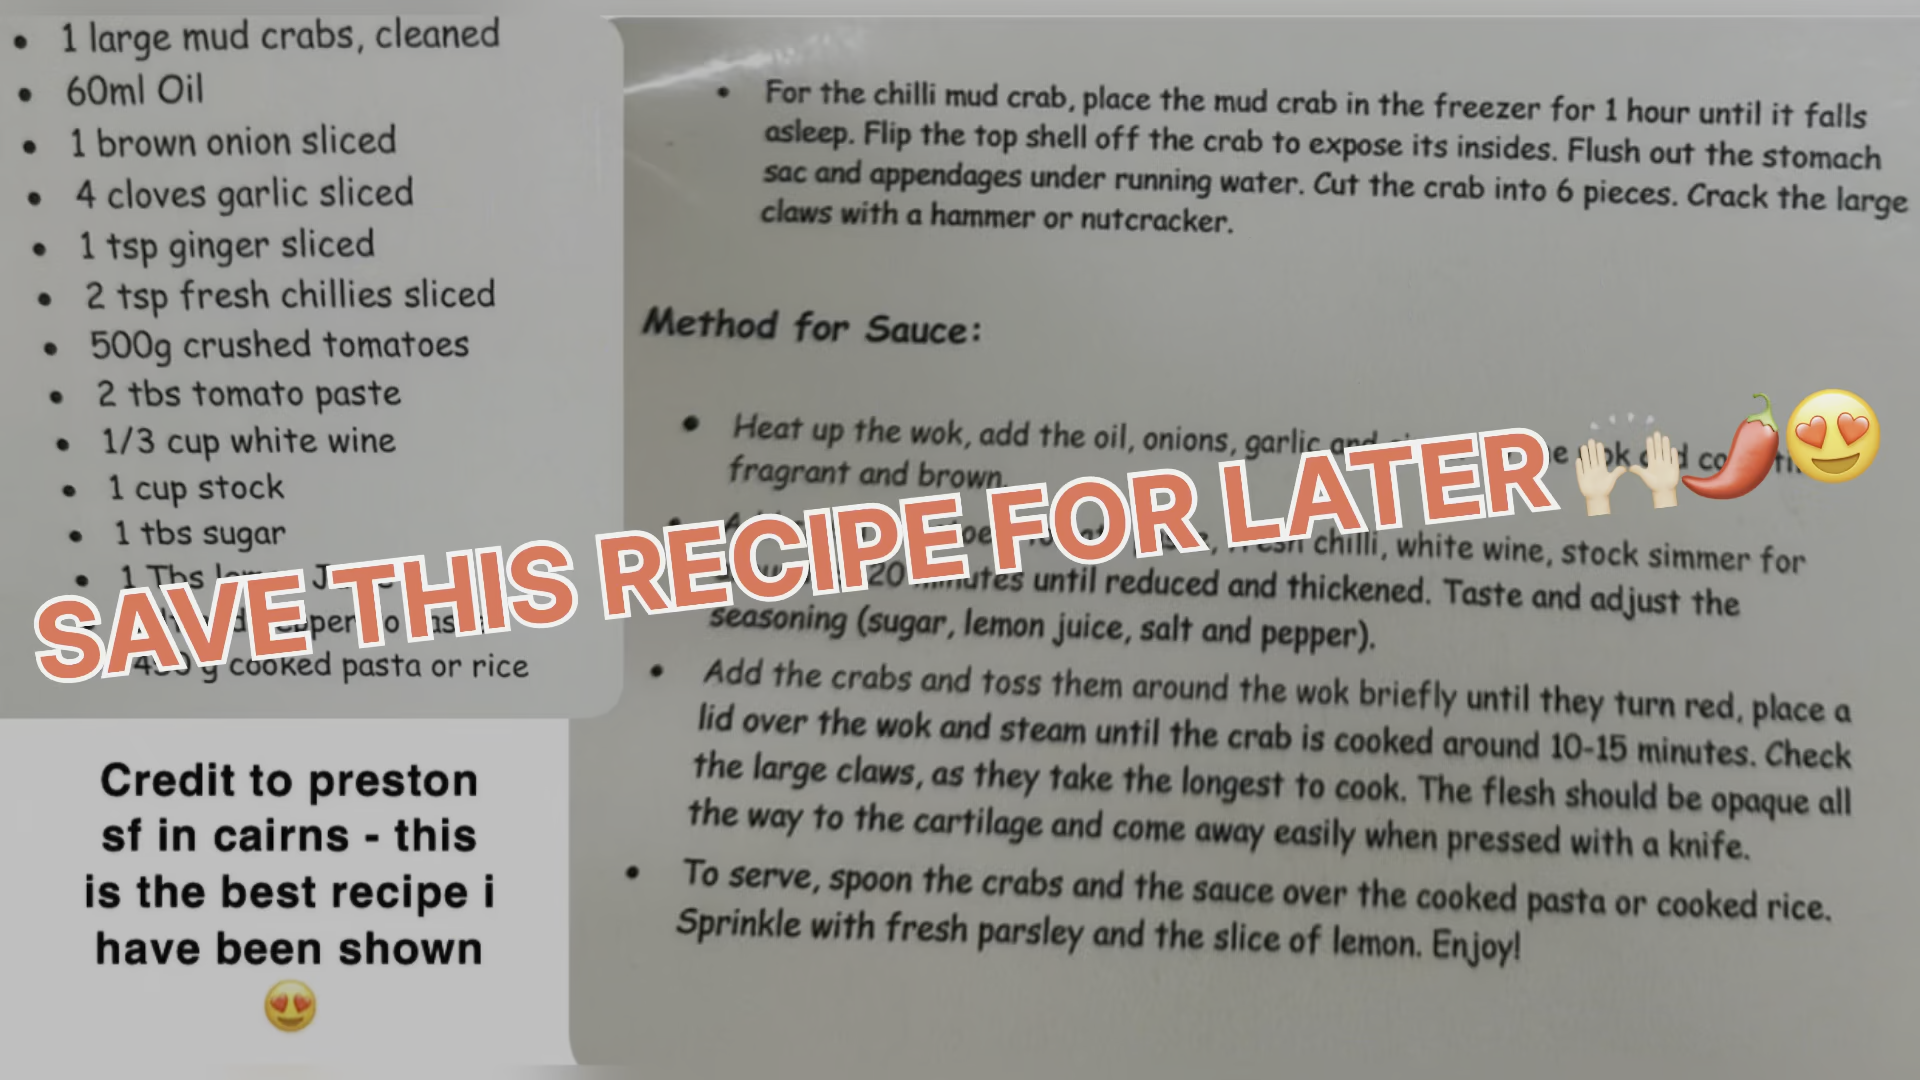 • 1 large mud crabs, cleaned
• 60ml Oil
• 1 brown onion sliced
• 4 cloves garlic sliced
• 1 tsp ginger sliced
• 2 tsp fresh chillies sliced
• 500g crushed tomatoes
• 2 tbs tomato paste
• 1/3 cup white wine
• 1 cup stock
• 1 tbs sugar
• 1 Tbs
cooked pasta or rice
Credit to preston
sf in cairns - this
is the best recipe i
have been shown
😍
• For the chilli mud crab, place the mud crab in the freezer for 1 hour until it falls
asleep. Flip the top shell off the crab to expose its insides. Flush out the stomach
sac and appendages under running water. Cut the crab into 6 pieces. Crack the large
claws with a hammer or nutcracker.
Method for Sauce:
• Heat up the wok, add the oil, onions, garlic and
fragrant and brown.
chilli, white wine, stock simmer for
20 minutes until reduced and thickened. Taste and adjust the
seasoning (sugar, lemon juice, salt and pepper).
• Add the crabs and toss them around the wok briefly until they turn red, place a
lid over the wok and steam until the crab is cooked around 10-15 minutes. Check
the large claws, as they take the longest to cook. The flesh should be opaque all
the way to the cartilage and come away easily when pressed with a knife.
• To serve, spoon the crabs and the sauce over the cooked pasta or cooked rice.
Sprinkle with fresh parsley and the slice of lemon. Enjoy!
SAVE THIS RECIPE FOR LATER 🙌🏻🌶️😍